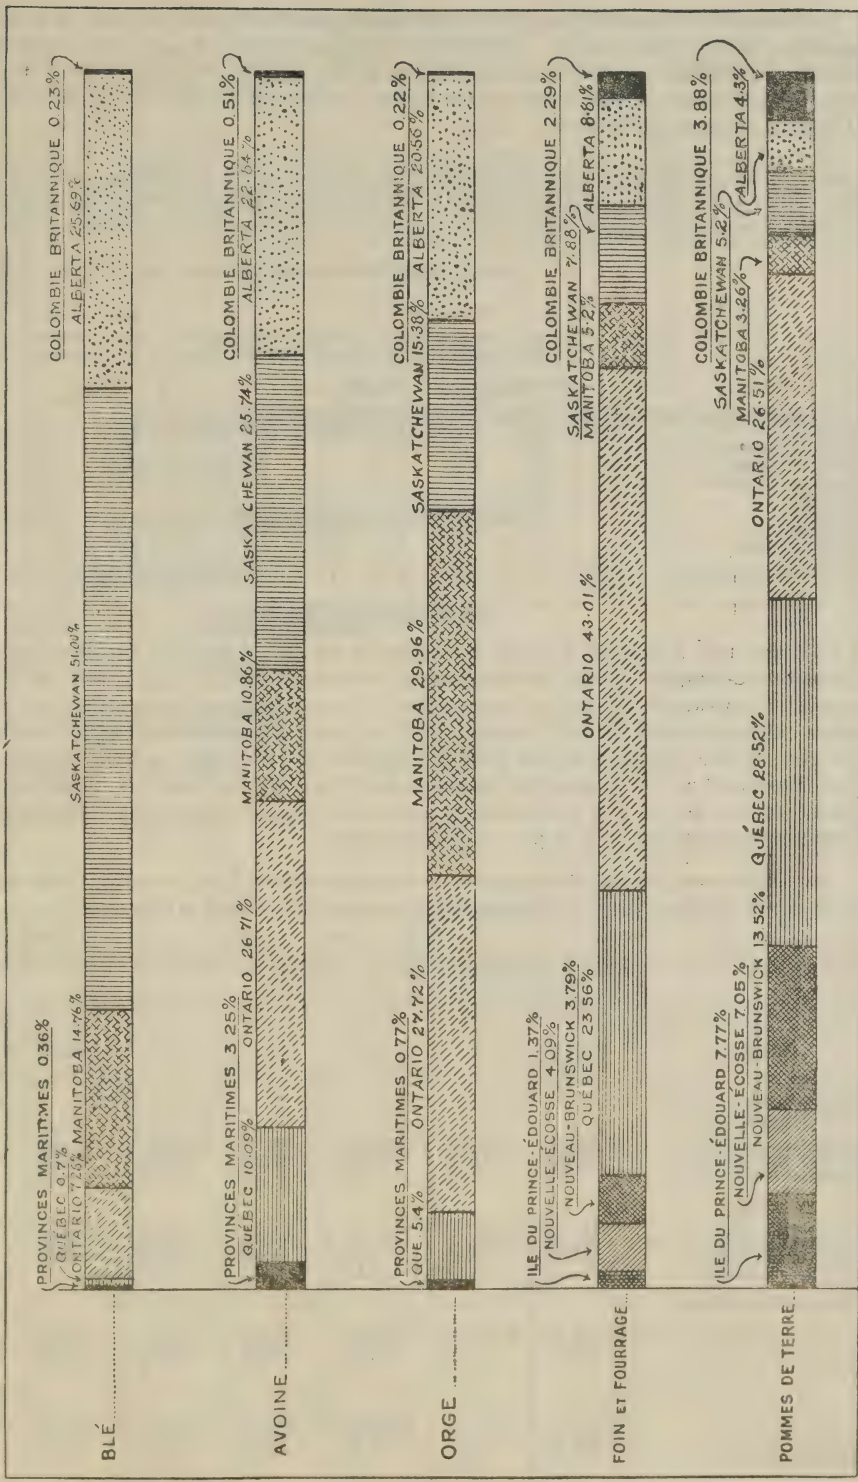 BLÉ
PROVINCES MARITIMES 0.36%
QUÉBEC 0.7%
ONTARIO 7.26% MANITOBA 14.76%
SASKATCHEWAN 51.00%
ALBERTA 25.69%
COLOMBIE BRITANNIQUE 0.23%
AVOINE
PROVINCES MARITIMES 3.25%
QUÉBEC 10.09%
ONTARIO 26.71%
MANITOBA 10.86%
SASKA CHEWAN 25.74%
ALBERTA 22.84%
COLOMBIE BRITANNIQUE 0.51%
ORGE
PROVINCES MARITIMES 0.77%
QUE. 5.4% ONTARIO 27.72%
MANITOBA 29.96%
SASKATCHEWAN 15.38% ALBERTA 20.56%
COLOMBIE BRITANNIQUE 0.22%
FOIN ET FOURRAGE
ILE DU PRINCE-ÉDOUARD 1.37%
NOUVELLE-ÉCOSSE 4.09%
NOUVEAU-BRUNSWICK 3.79%
QUÉBEC 23.56%
ONTARIO 43.01%
MANITOBA 5.2%
SASKATCHEWAN 7.88%
ALBERTA 8.81%
COLOMBIE BRITANNIQUE 2.29%
POMMES DE TERRE
ILE DU PRINCE-ÉDOUARD 7.77%
NOUVELLE-ÉCOSSE 7.05%
NOUVEAU-BRUNSWICK 13.52%
QUÉBEC 28.52%
ONTARIO 26.51%
MANITOBA 3.26%
SASKATCHEWAN 5.2%
ALBERTA 4.3%
COLOMBIE BRITANNIQUE 3.88%